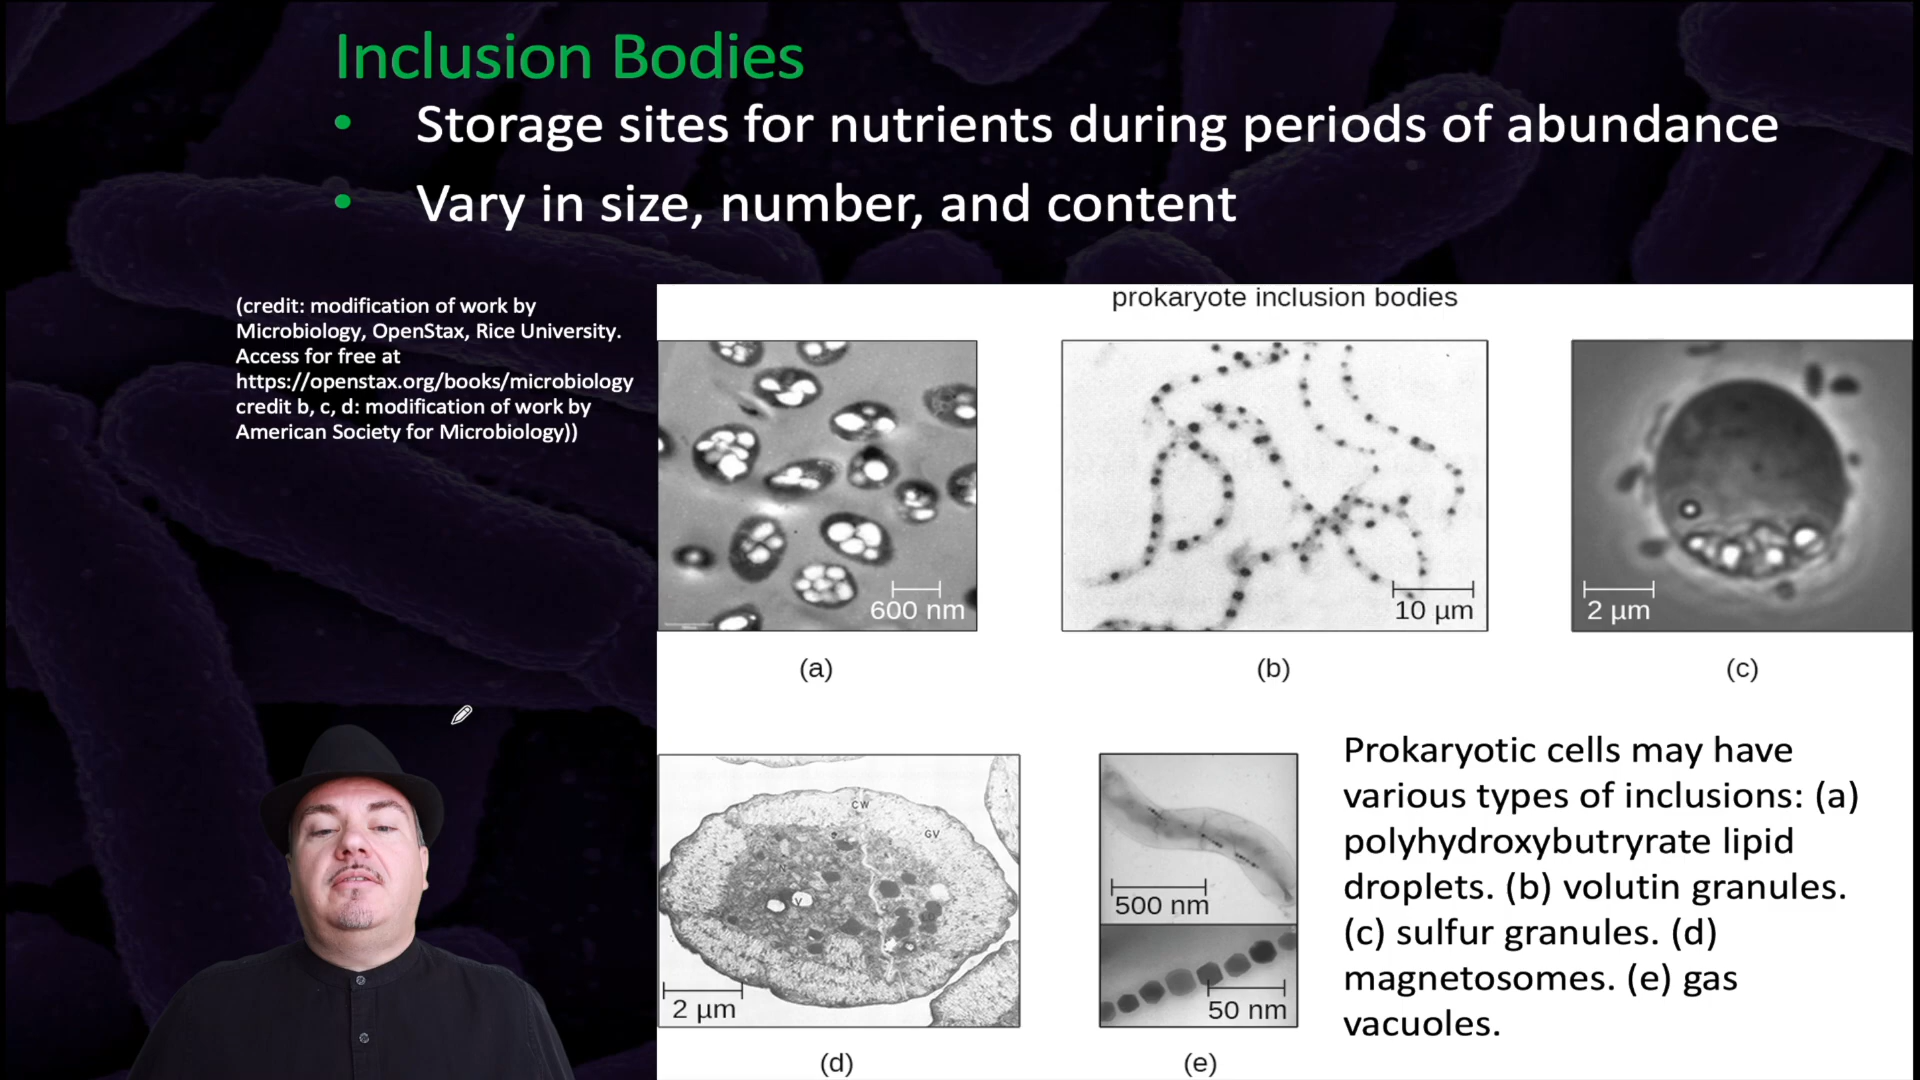 Inclusion Bodies
• Storage sites for nutrients during periods of abundance
• Vary in size, number, and content
(credit: modification of work by
Microbiology, OpenStax, Rice University.
Access for free at
https://openstax.org/books/microbiology
credit b, c, d: modification of work by
American Society for Microbiology))
prokaryote inclusion bodies
600 nm
10 µm
2 µm
(a)
(b)
(c)
CW
GV
V
2 µm
500 nm
50 nm
(d)
(e)
Prokaryotic cells may have
various types of inclusions: (a)
polyhydroxybutryrate lipid
droplets. (b) volutin granules.
(c) sulfur granules. (d)
magnetosomes. (e) gas
vacuoles.